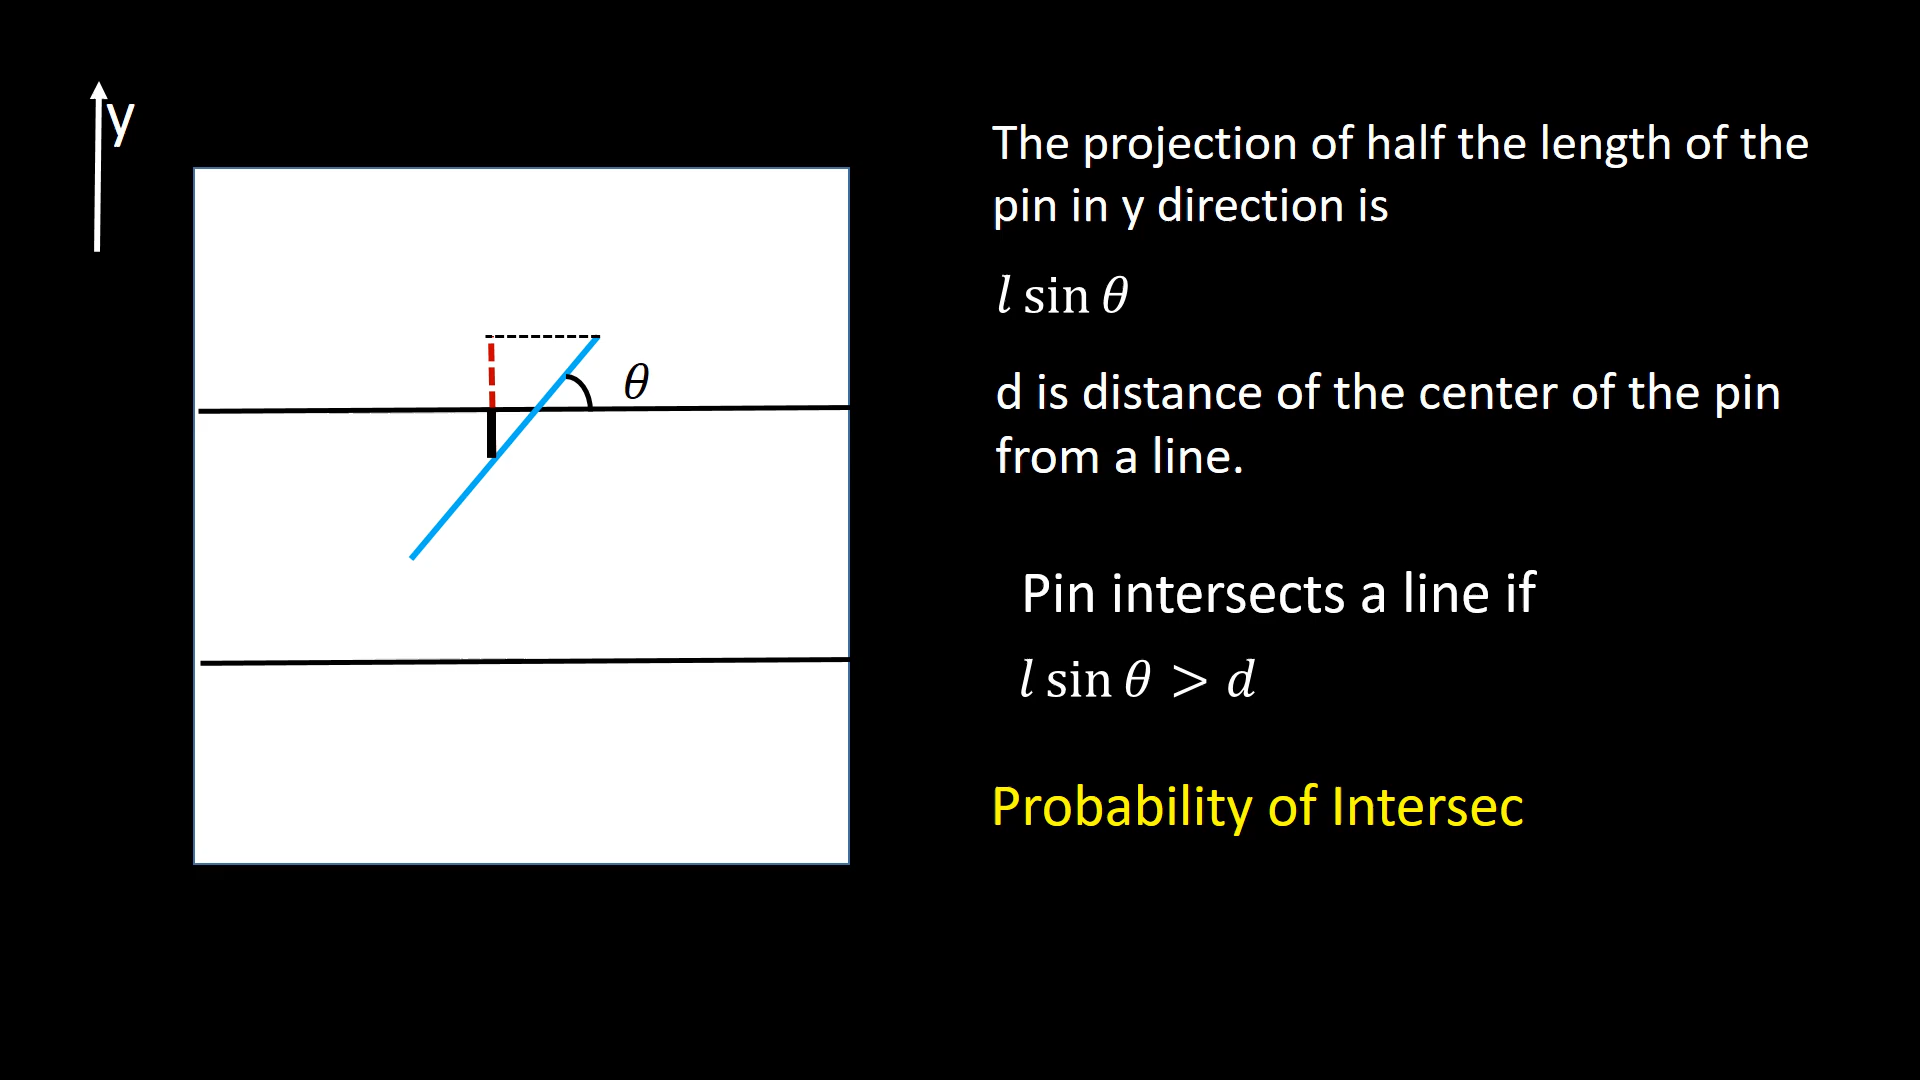 y
The projection of half the length of the
pin in y direction is
l sin θ
θ
d is distance of the center of the pin
from a line.
Pin intersects a line if
l sin θ > d
Probability of Intersec